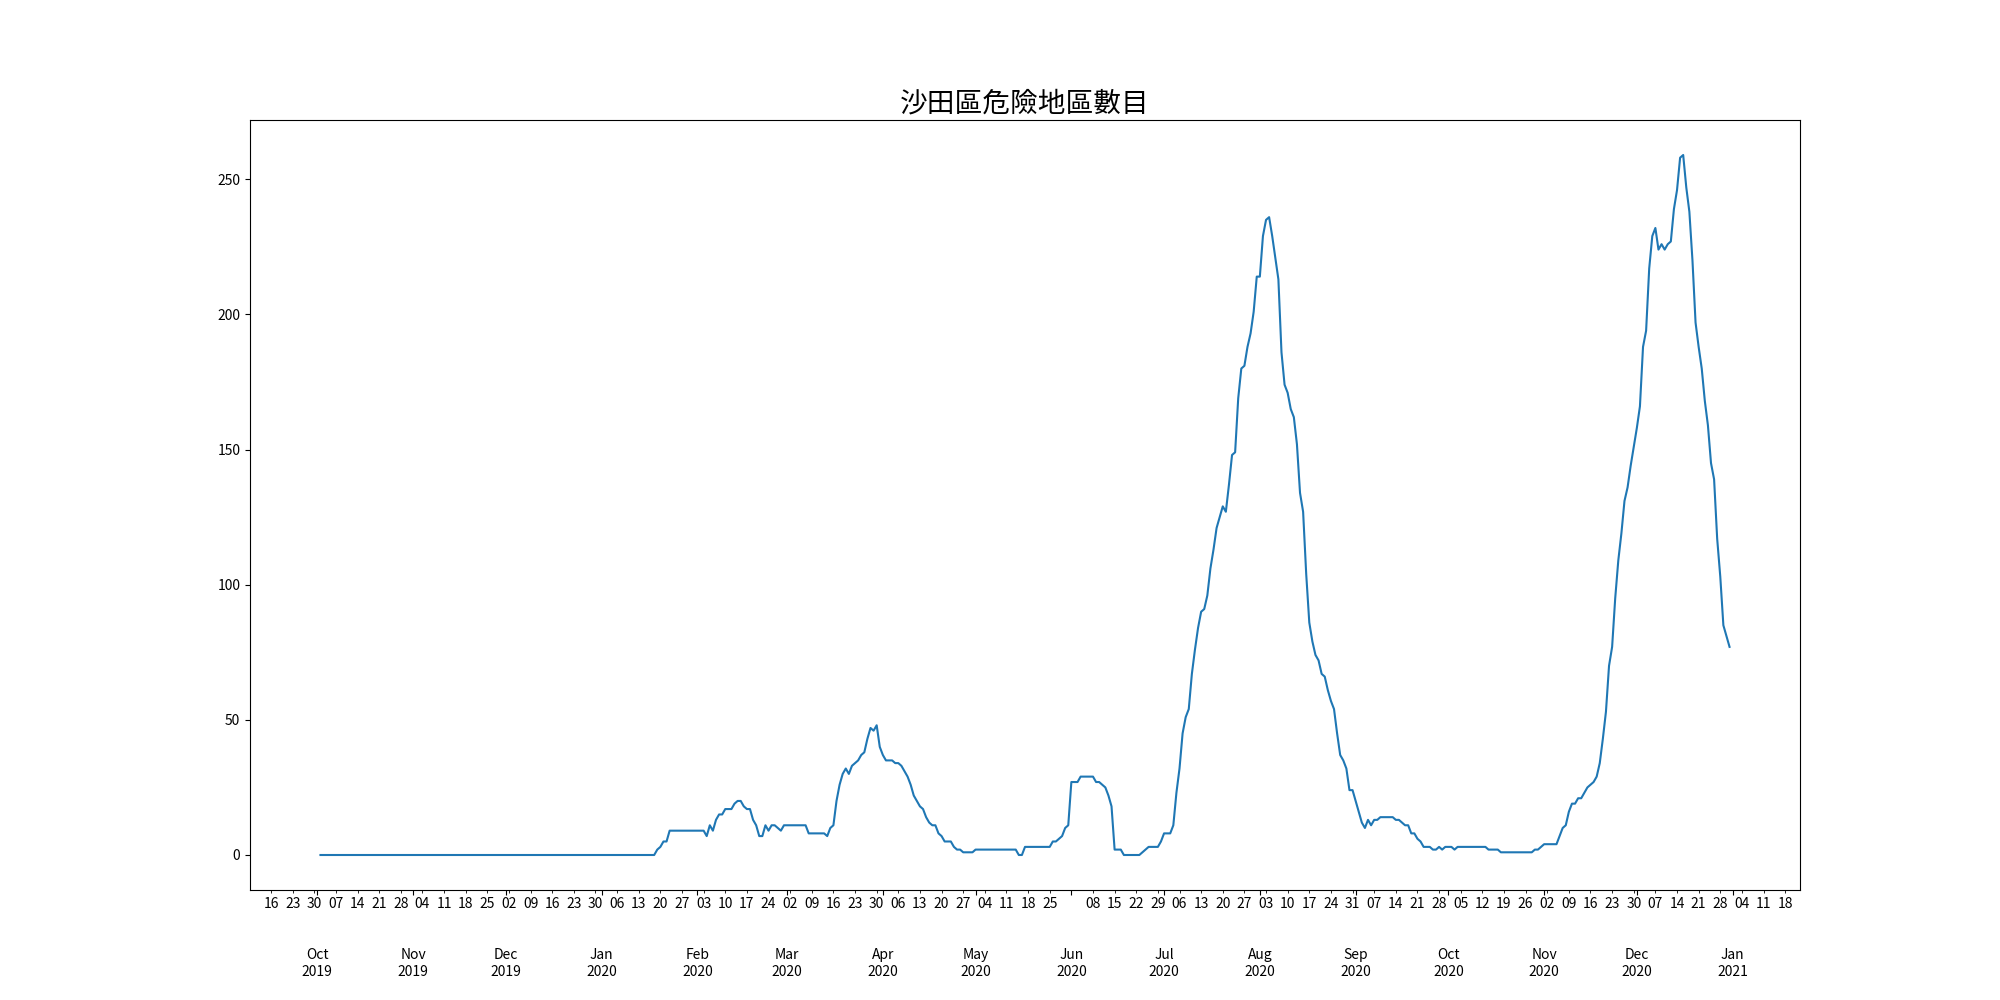 沙田區危險地區數目
250
200
150
100
50
0
16 23 30 07 14 21 28 04 11 18 25 02 09 16 23 30 06 13 20 27 03 10 17 24 02 09 16 23 30 06 13 20 27 04 11 18 25 08 15 22 29 06 13 20 27 03 10 17 24 31 07 14 21 28 05 12 19 26 02 09 16 23 30 07 14 21 28 04 11 18
Oct Nov Dec Jan Feb Mar Apr May Jun Jul Aug Sep Oct Nov Dec Jan
2019 2019 2019 2020 2020 2020 2020 2020 2020 2020 2020 2020 2020 2020 2020 2021